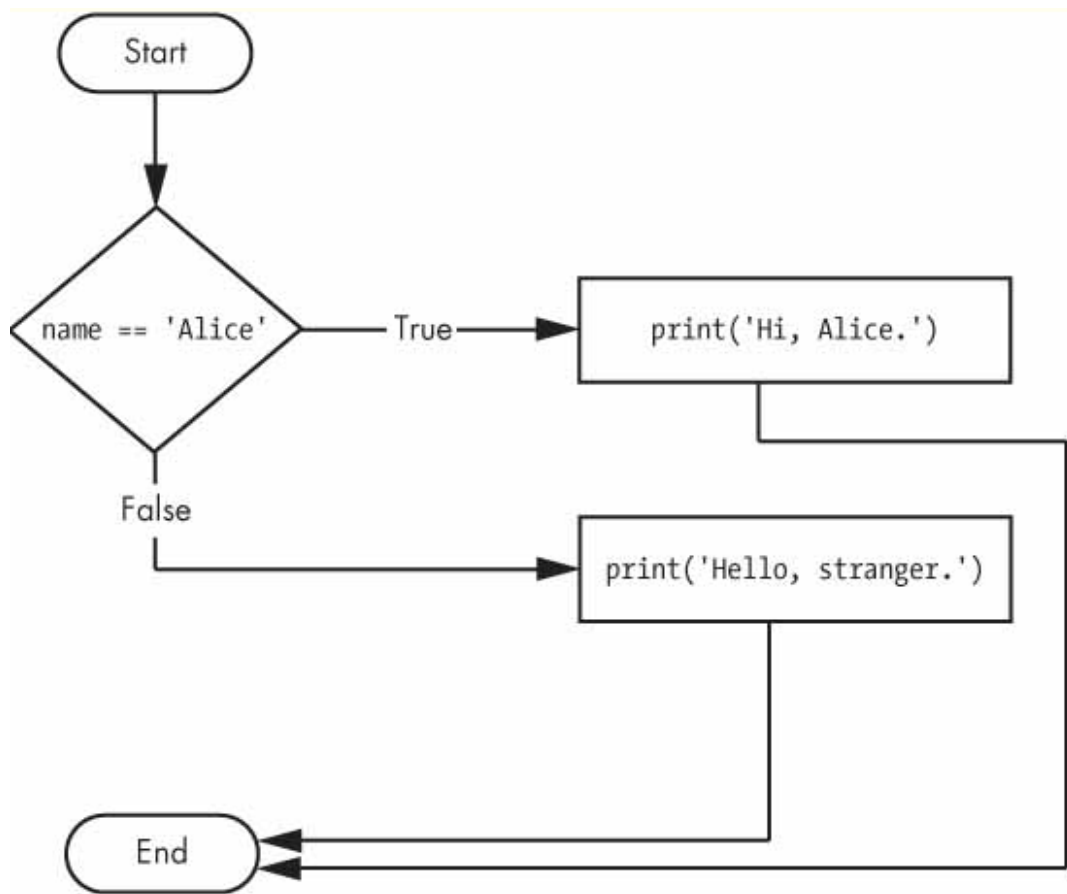 Start
name == 'Alice'
True
print('Hi, Alice.')
False
print('Hello, stranger.')
End